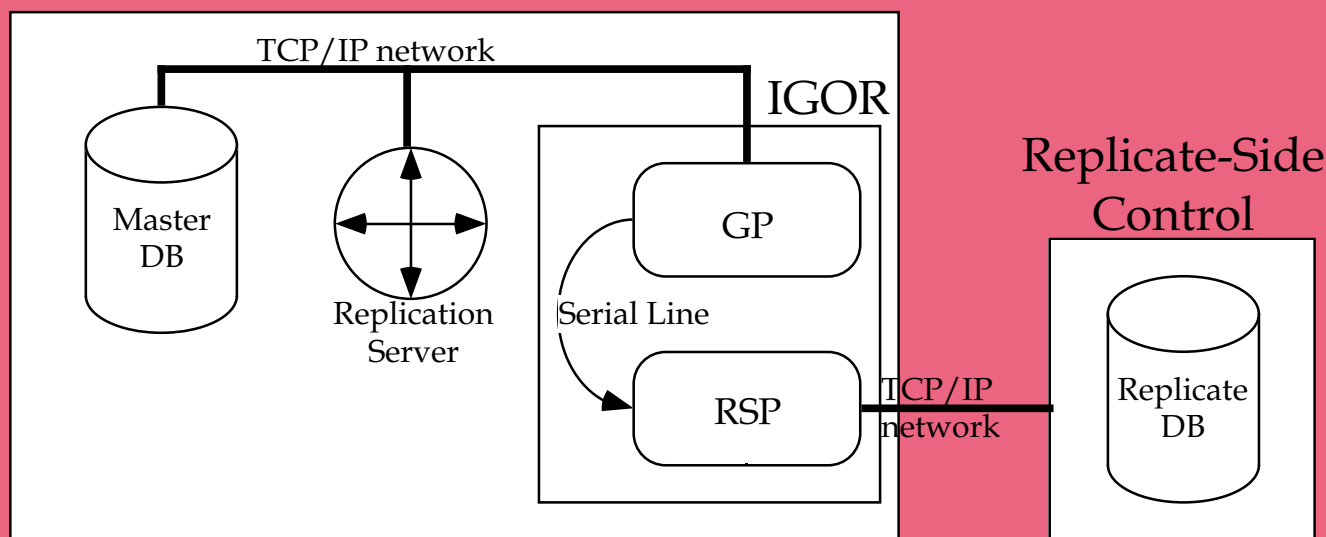 TCP/IP network
IGOR
Master
DB
Replication
Server
GP
Serial Line
RSP
TCP/IP
network
Replicate-Side
Control
Replicate
DB